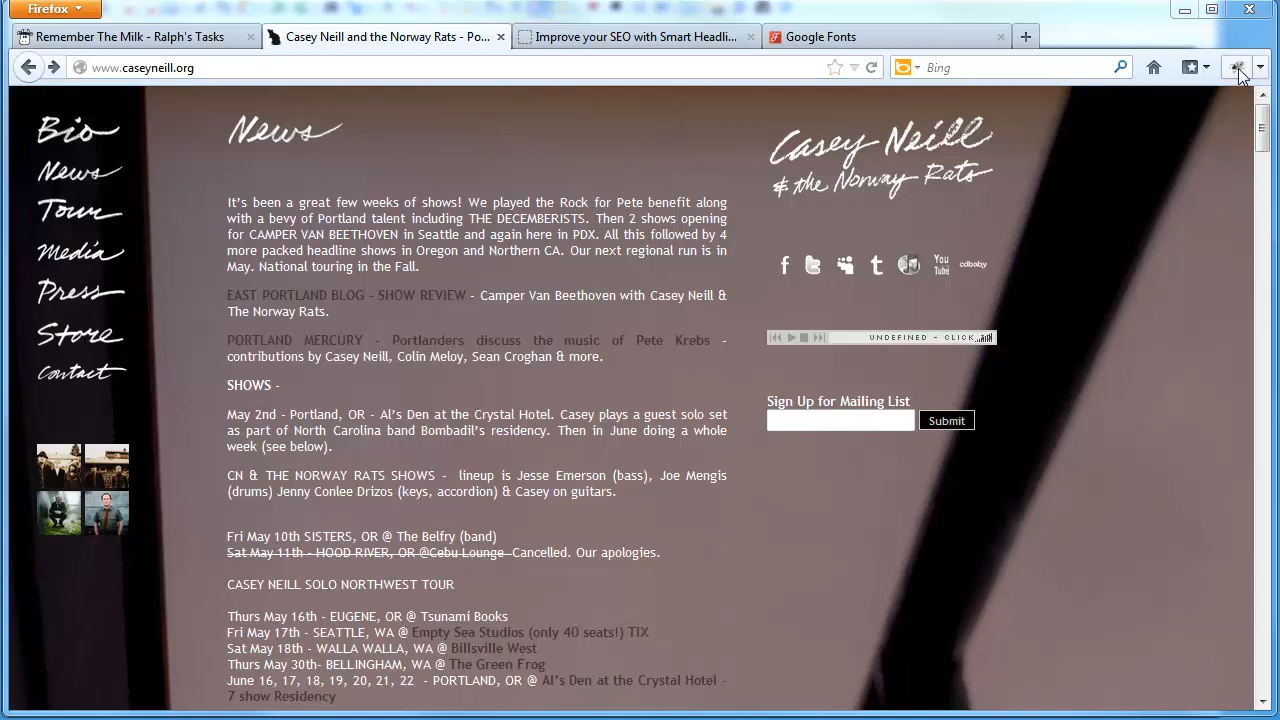 Firefox
Remember The Milk - Ralph's Tasks
Casey Neill and the Norway Rats - Po...
Improve your SEO with Smart Headli...
Google Fonts
www.caseyneill.org
Bing
Bio
News
Tour
Media
Press
Store
Contact
News
It's been a great few weeks of shows! We played the Rock for Pete benefit along
with a bevy of Portland talent including THE DECEMBERISTS. Then 2 shows opening
for CAMPER VAN BEETHOVEN in Seattle and again here in PDX. All this followed by 4
more packed headline shows in Oregon and Northern CA. Our next regional run is in
May. National touring in the Fall.
EAST PORTLAND BLOG - SHOW REVIEW - Camper Van Beethoven with Casey Neill &
The Norway Rats.
PORTLAND MERCURY - Portlanders discuss the music of Pete Krebs -
contributions by Casey Neill, Colin Meloy, Sean Croghan & more.
SHOWS -
May 2nd - Portland, OR - Al's Den at the Crystal Hotel. Casey plays a guest solo set
as prt of North Carolina band Bombadil's residency. Then in June doing a whole
week (see below).
CN & THE NORWAY RATS SHOWS - lineup is Jesse Emerson (bass), Joe Mengis
(drums) Jenny Conlee Drizos (keys, accordion) & Casey on guitars.
Fri May 10th SISTERS, OR @ The Belfry (band)
Sat May 11th - HOOD RIVER, OR @Cebu Lounge Cancelled. Our apologies.
CASEY NEILL SOLO NORTHWEST TOUR
Thurs May 16th - EUGENE, OR @ Tsunami Books
Fri May 17th - SEATTLE, WA @ Empty Sea Studios (only 40 seats!) TIX
Sat May 18th - WALLA WALLA, WA @ Billsville West
Thurs May 30th- BELLINGHAM, WA @ The Green Frog
June 16, 17, 18, 19, 20, 21, 22 - PORTLAND, OR @ Al's Den at the Crystal Hotel -
7 show Residency
Casey Neill
& the Norway Rats
You
Tube
cdbaby
UNDEFINED - CLICK
Sign Up for Mailing List
Submit